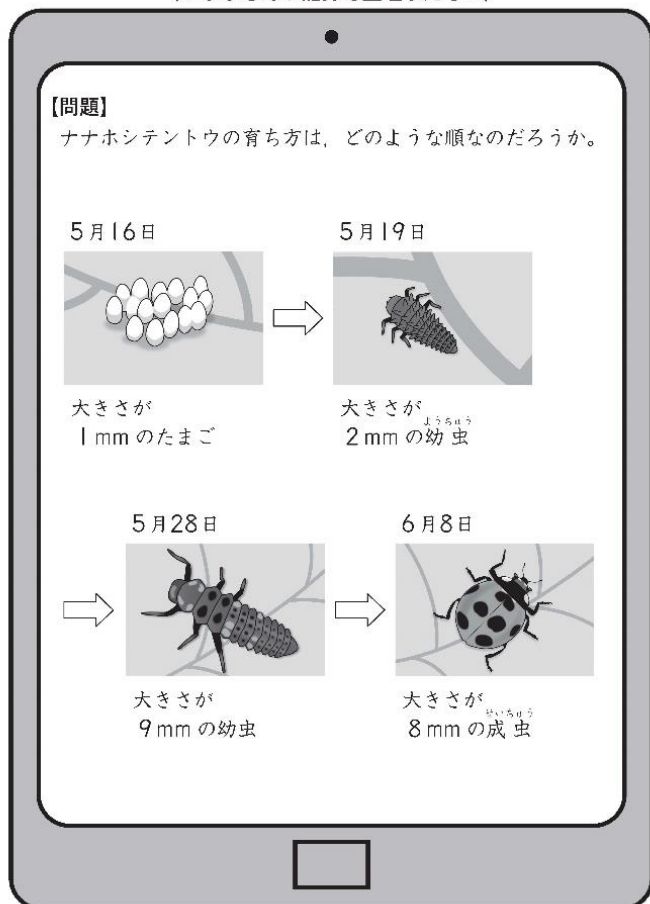 【問題】
ナナホシテントウの育ち方は，どのような順なのだろうか。
5月16日
5月19日
大きさが
1mmのたまご
大きさが
ようちゅう
2mmの幼虫
5月28日
6月8日
大きさが
9mmの幼虫
大きさが
せいちゅう
8mmの成虫